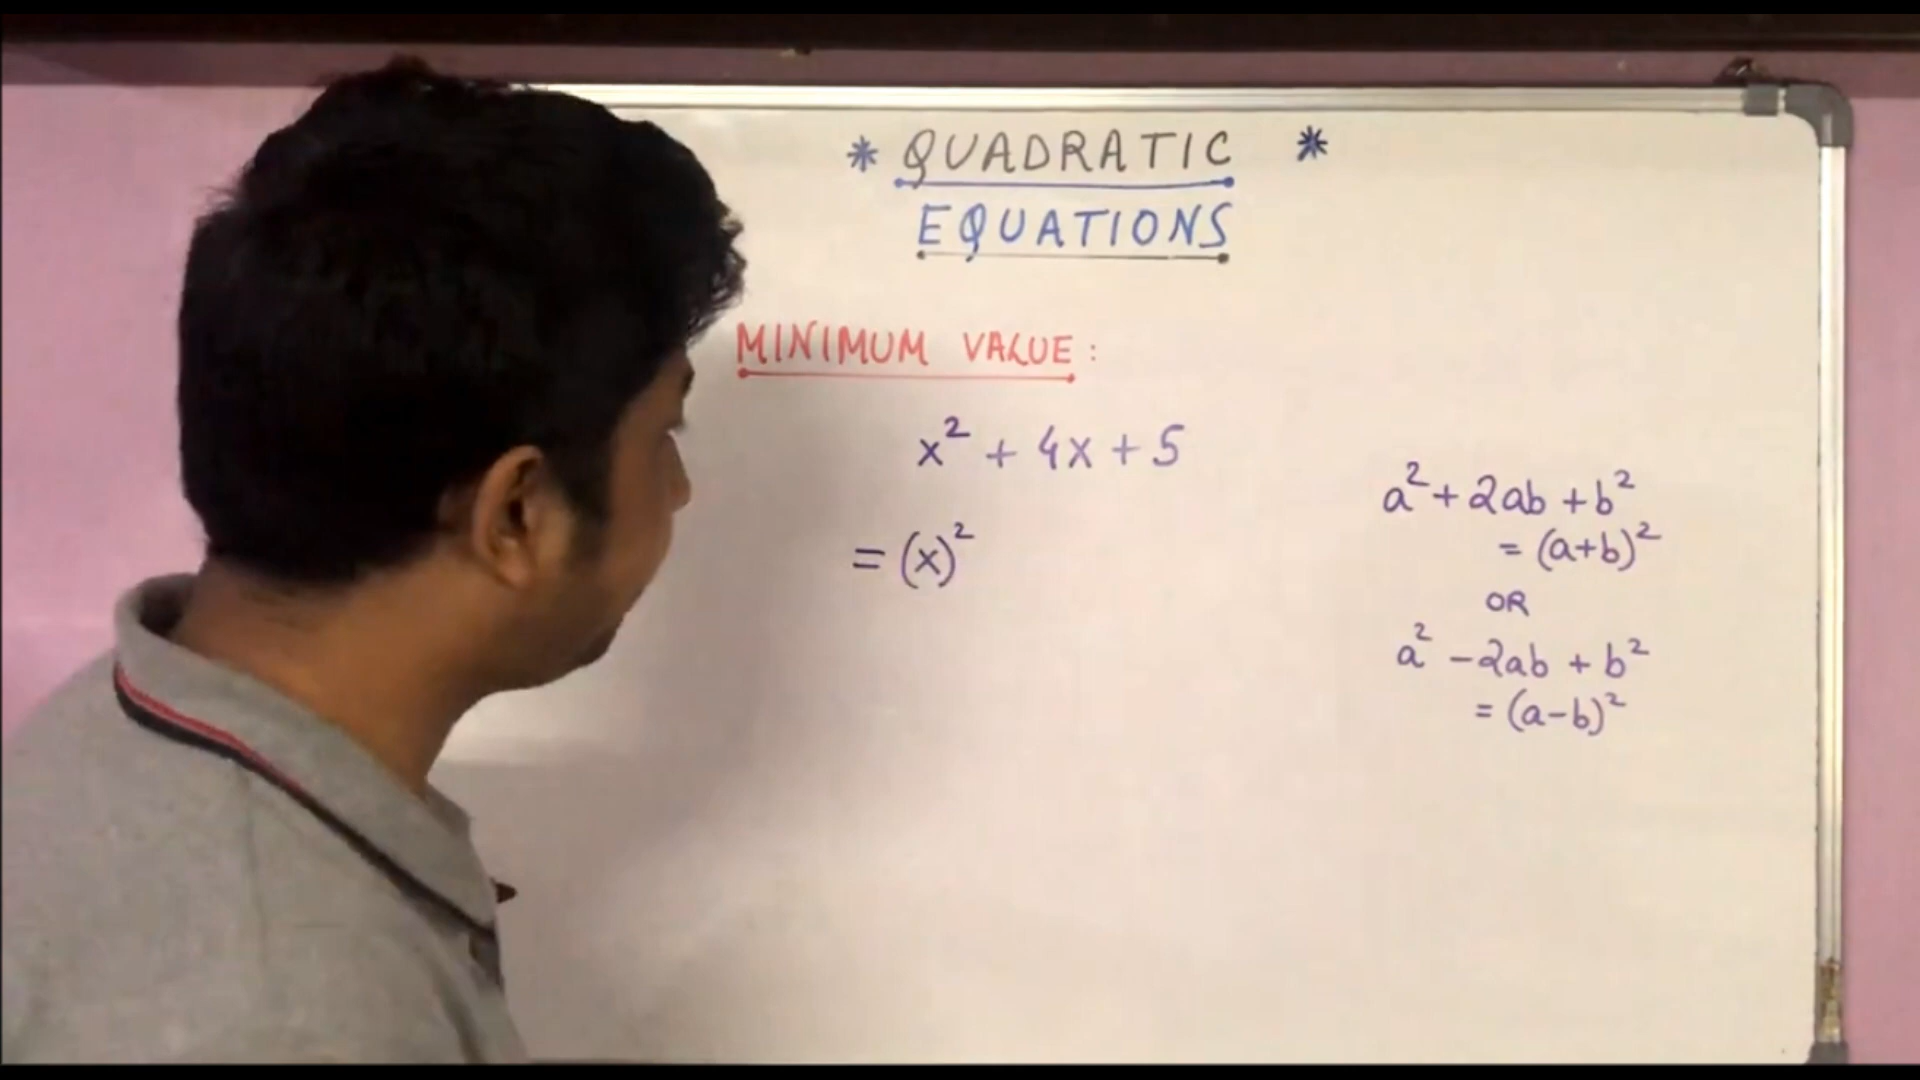 * QUADRATIC *
EQUATIONS
MINIMUM VALUE:
x² + 4x + 5
= (x)²
a² + 2ab + b²
= (a+b)²
OR
a² - 2ab + b²
= (a-b)²